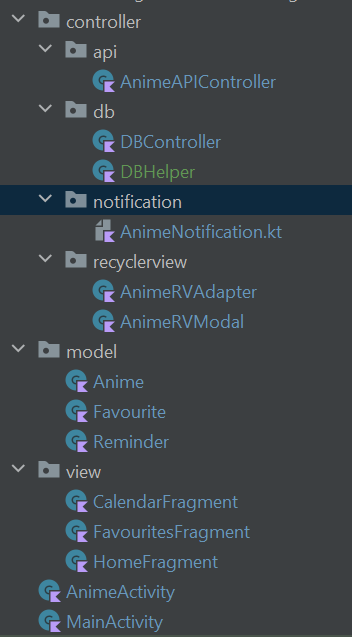 controller
api
AnimeAPIController
db
DBController
DBHelper
notification
AnimeNotification.kt
recyclerview
AnimeRVAdapter
AnimeRVModal
model
Anime
Favourite
Reminder
view
CalendarFragment
FavouritesFragment
HomeFragment
AnimeActivity
MainActivity